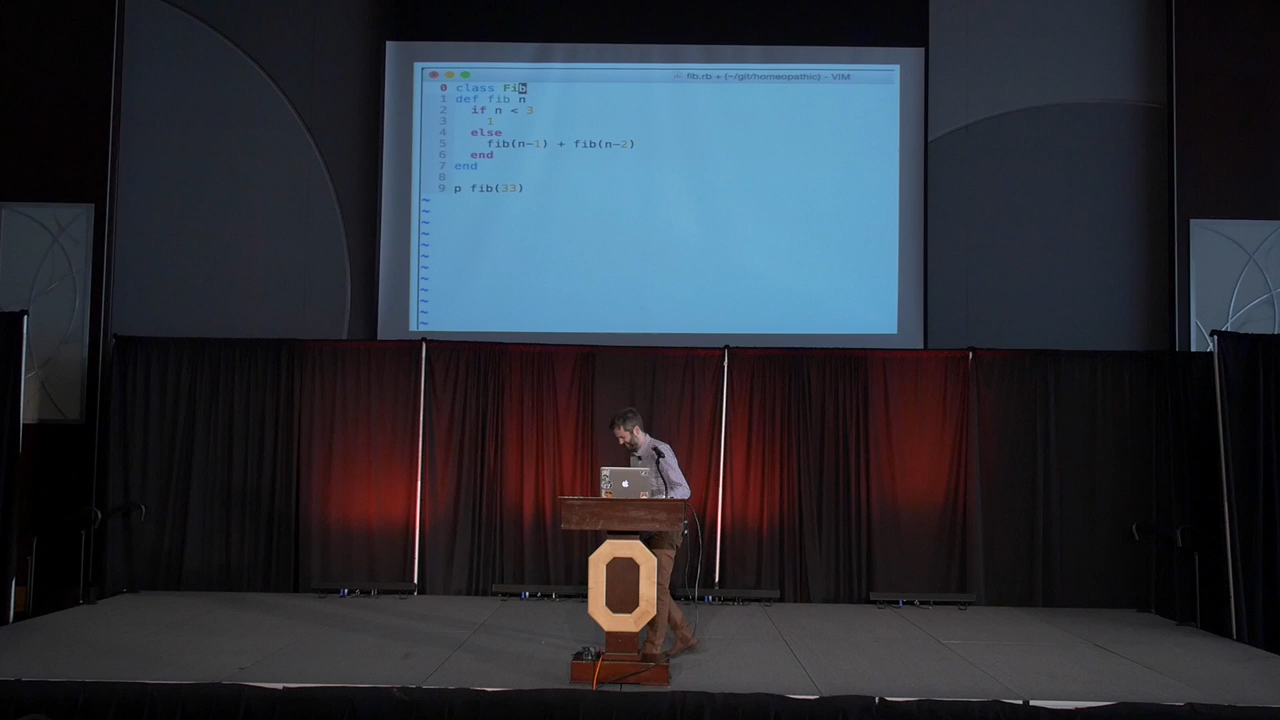 fib.rb + (~/git/homeopathic) - VIM
0 class Fib
1 def fib n
2 if n < 3
3 1
4 else
5 fib(n-1) + fib(n-2)
6 end
7 end
8
9 p fib(33)
~
~
~
~
~
~
~
~
~
~
~
~